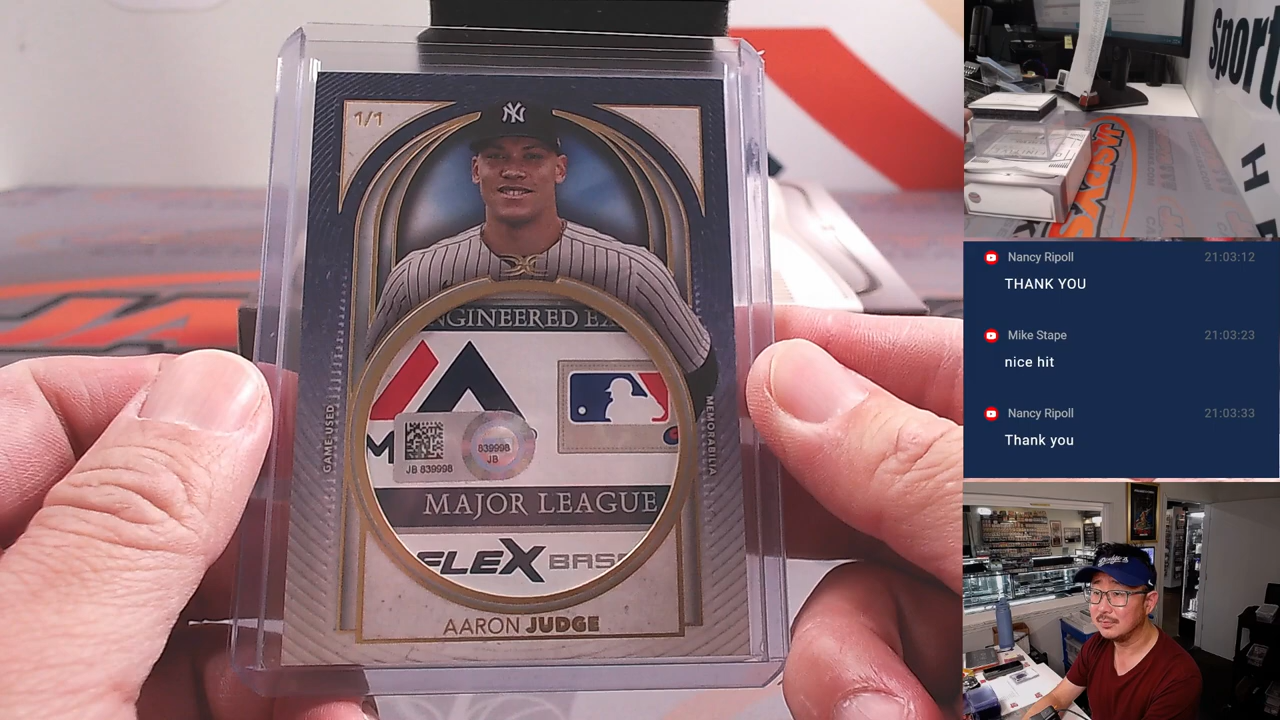 1/1
NY
NGINEERED EX
M
839998
JB
JB 839998
MAJOR LEAGUE
FLEX BASE
GAME-USED
MEMORABILIA
AARON JUDGE
Sport
Nancy Ripoll 21:03:12
THANK YOU
Mike Stape 21:03:23
nice hit
Nancy Ripoll 21:03:33
Thank you